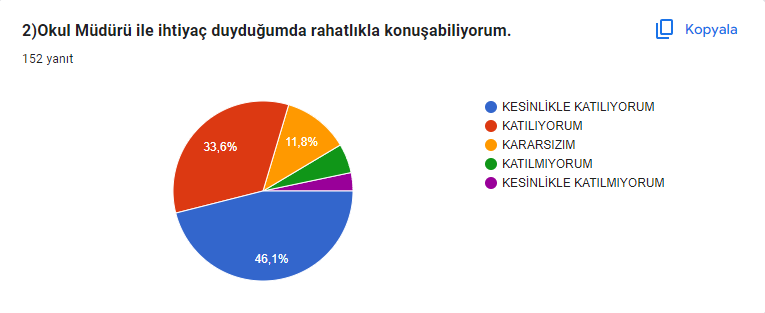 2)Okul Müdürü ile ihtiyaç duyduğumda rahatlıkla konuşabiliyorum.
Kopyala
152 yanıt
KESİNLİKLE KATILIYORUM
KATILIYORUM
KARARSIZIM
KATILMIYORUM
KESİNLİKLE KATILMIYORUM
33,6%
11,8%
46,1%